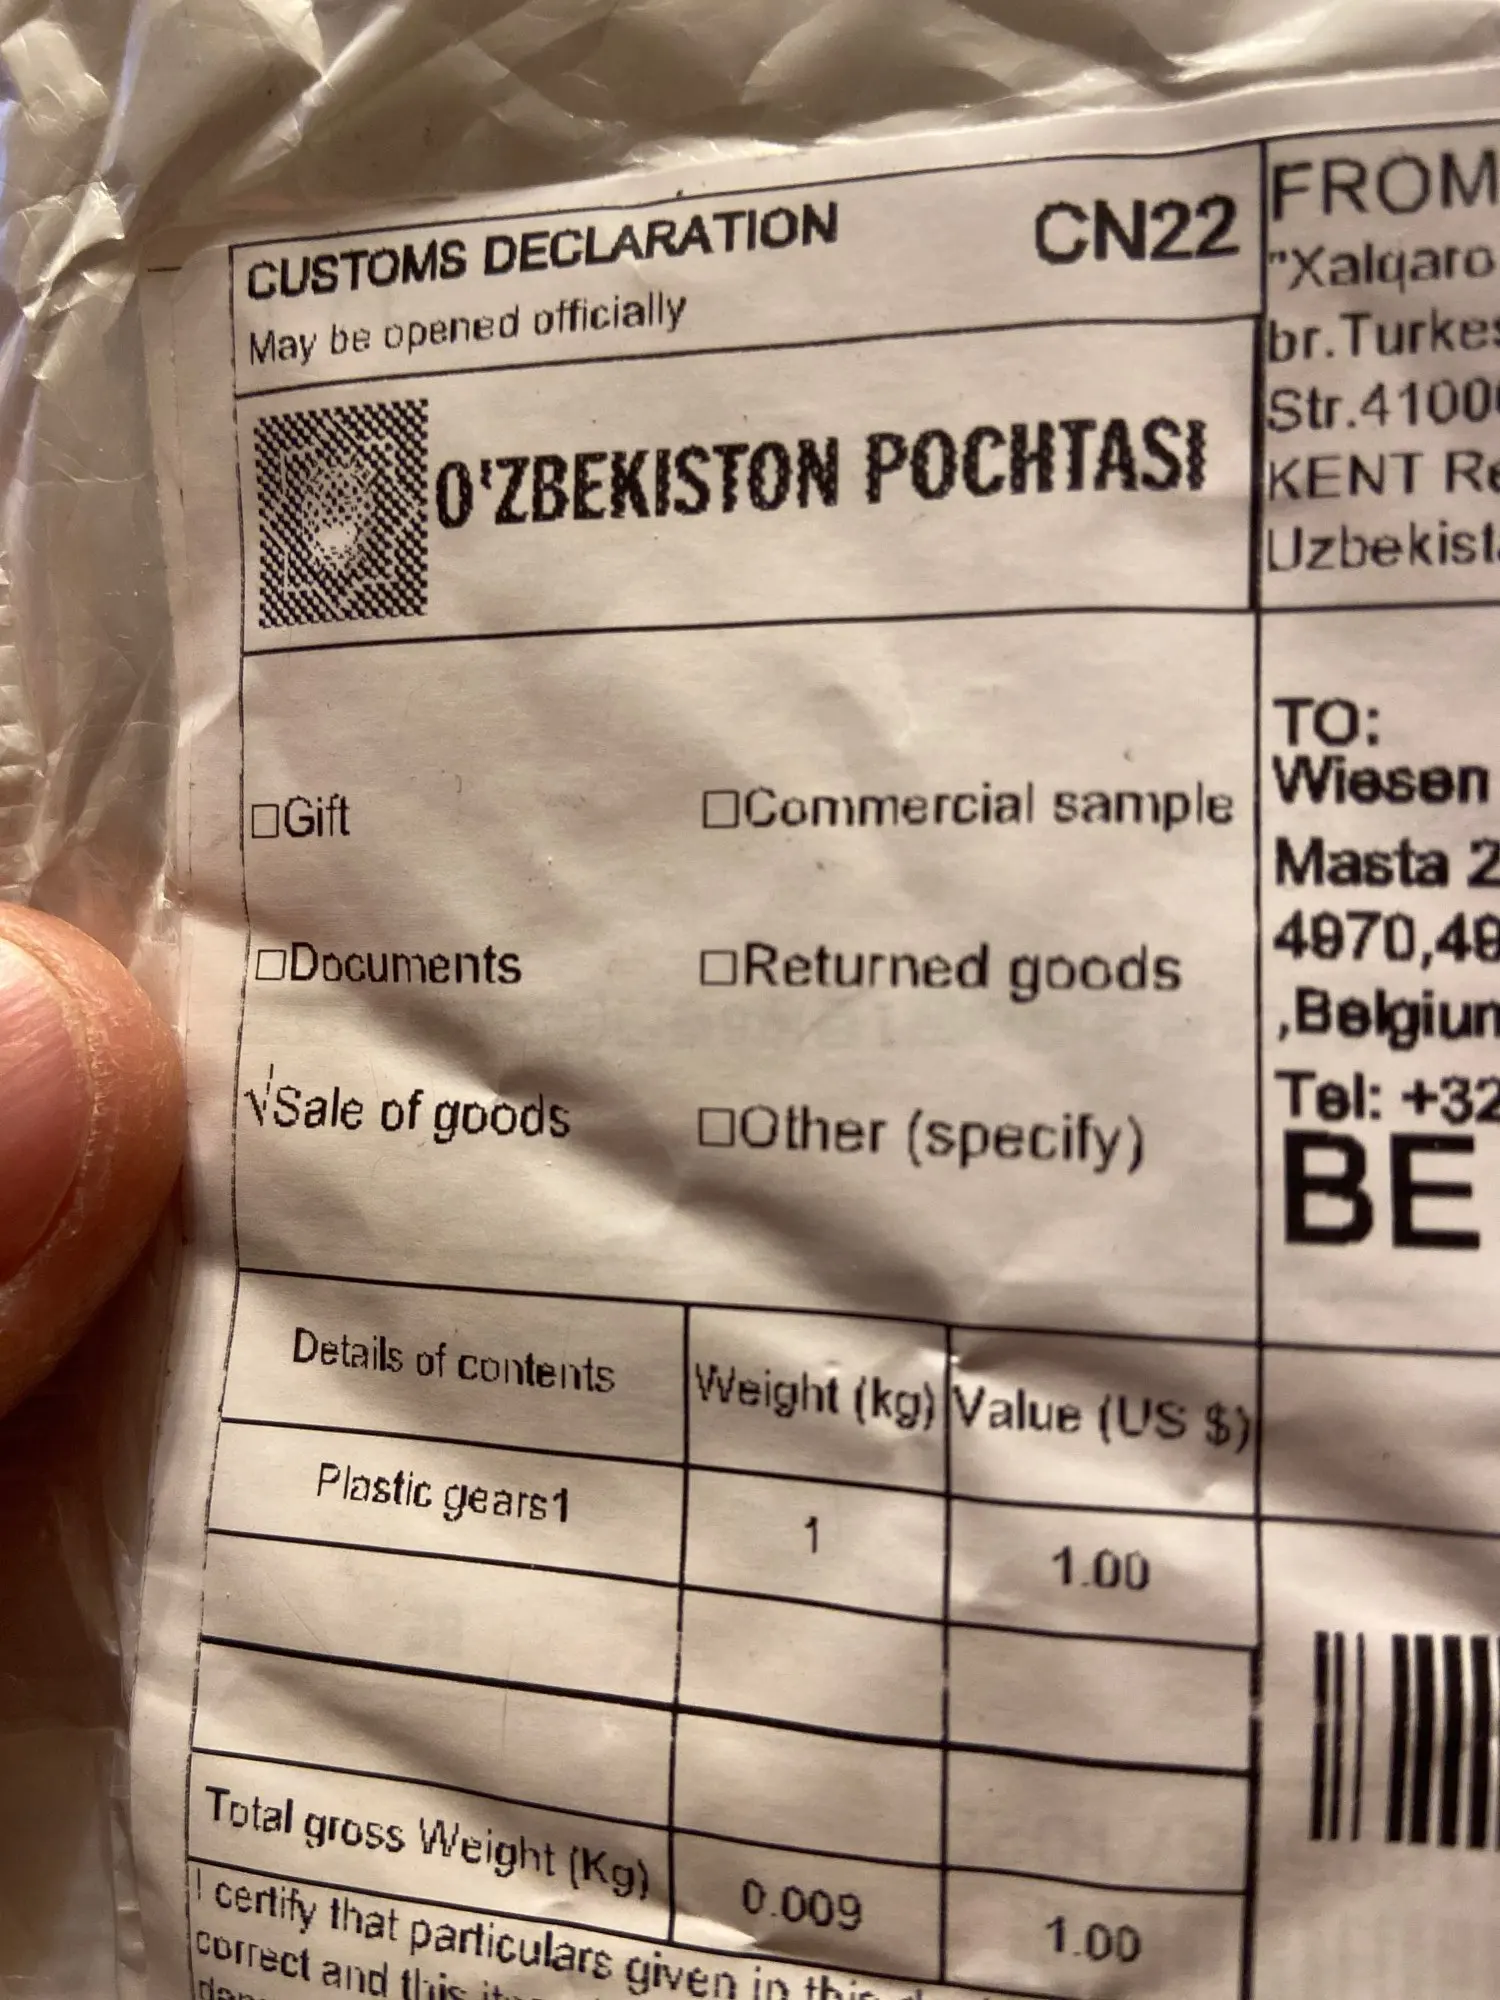 CUSTOMS DECLARATION
CN22
May be opened officially
O'ZBEKISTON POCHTASI
□Gift
□Commercial sample
□Documents
□Returned goods
√Sale of goods
□Other (specify)
Details of contents
Weight (kg)
Value (US $)
Plastic gears1
1
1.00
Total gross Weight (Kg)
0.009
1.00
I certify that particulars given in this
correct and this
FROM
"Xalqaro
br.Turkes
Str.4100
KENT Re
Uzbekist
TO:
Wiesen
Masta 2
4970,49
,Belgium
Tel: +32
BE